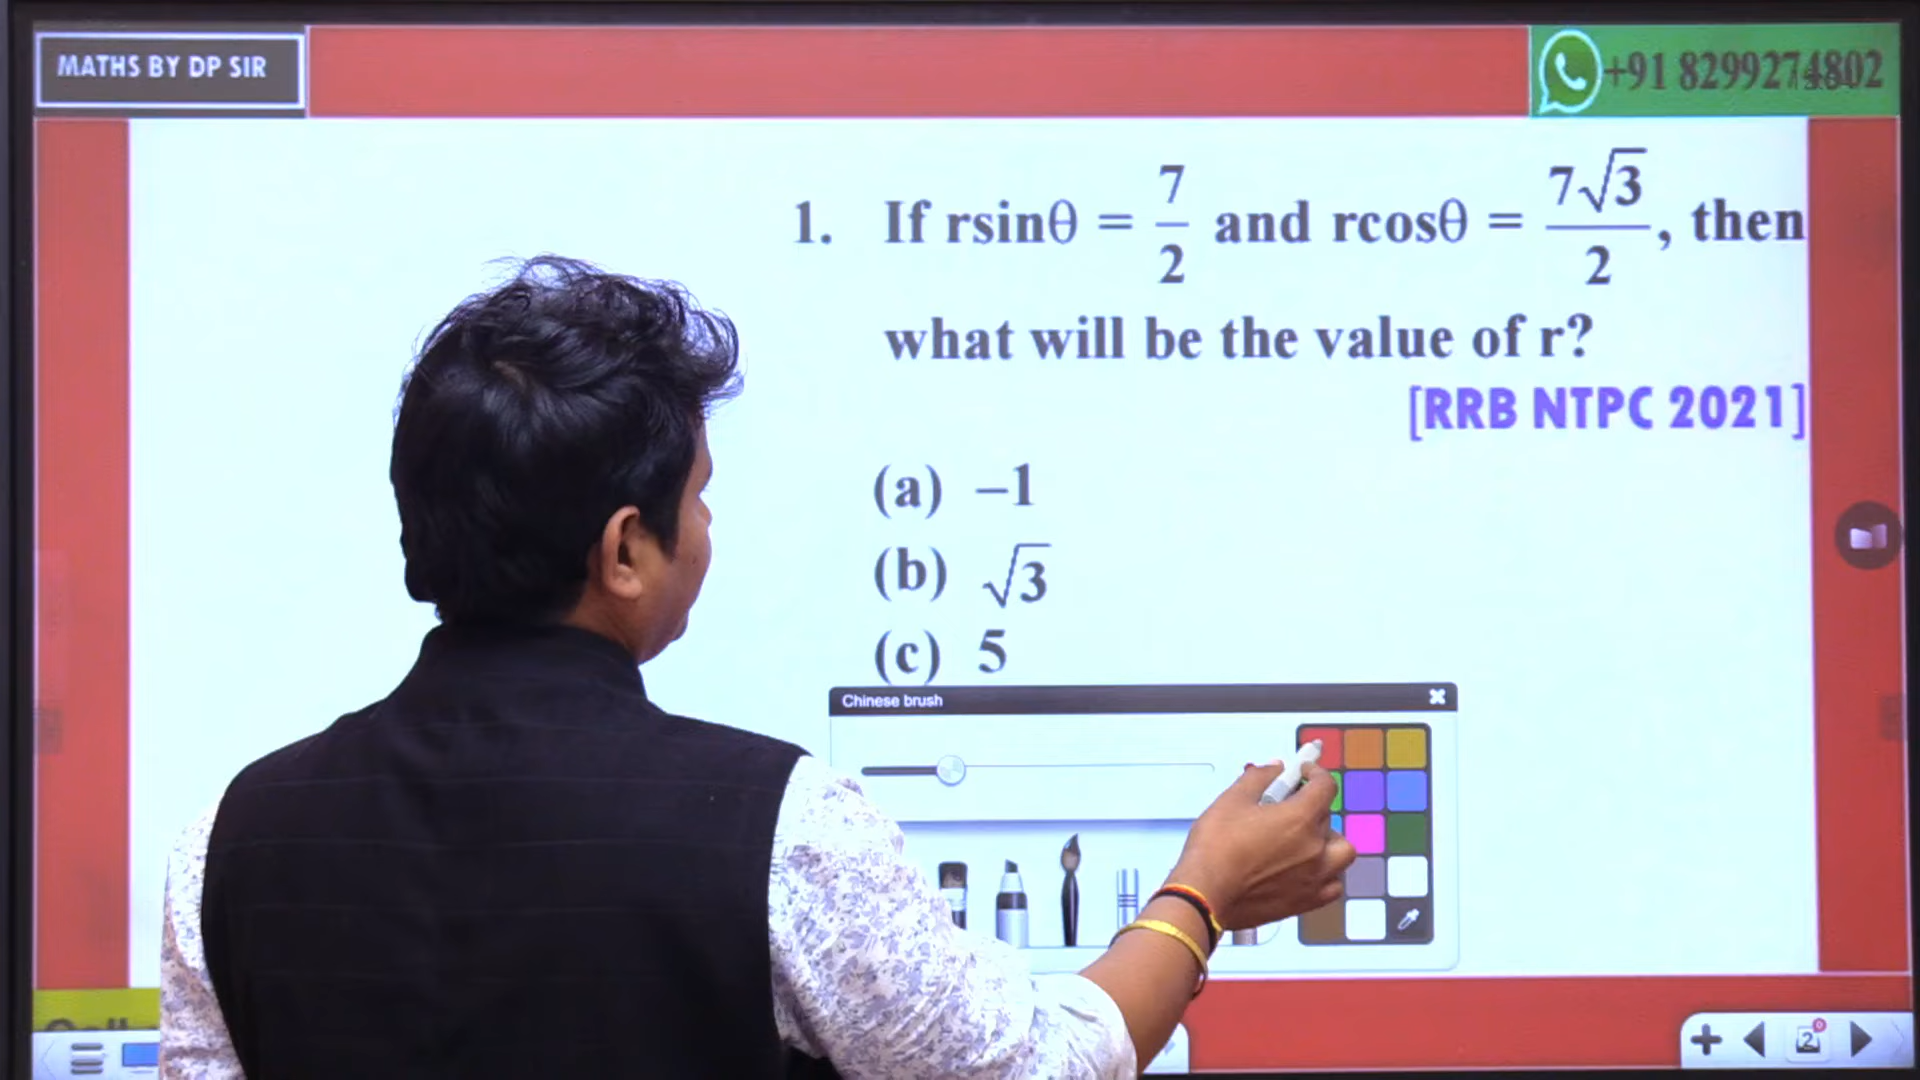 MATHS BY DP SIR
+91 8299274802
1. If rsinθ = 7/2 and rcosθ = 7√3/2, then
what will be the value of r?
[RRB NTPC 2021]
(a) –1
(b) √3
(c) 5
Chinese brush
2